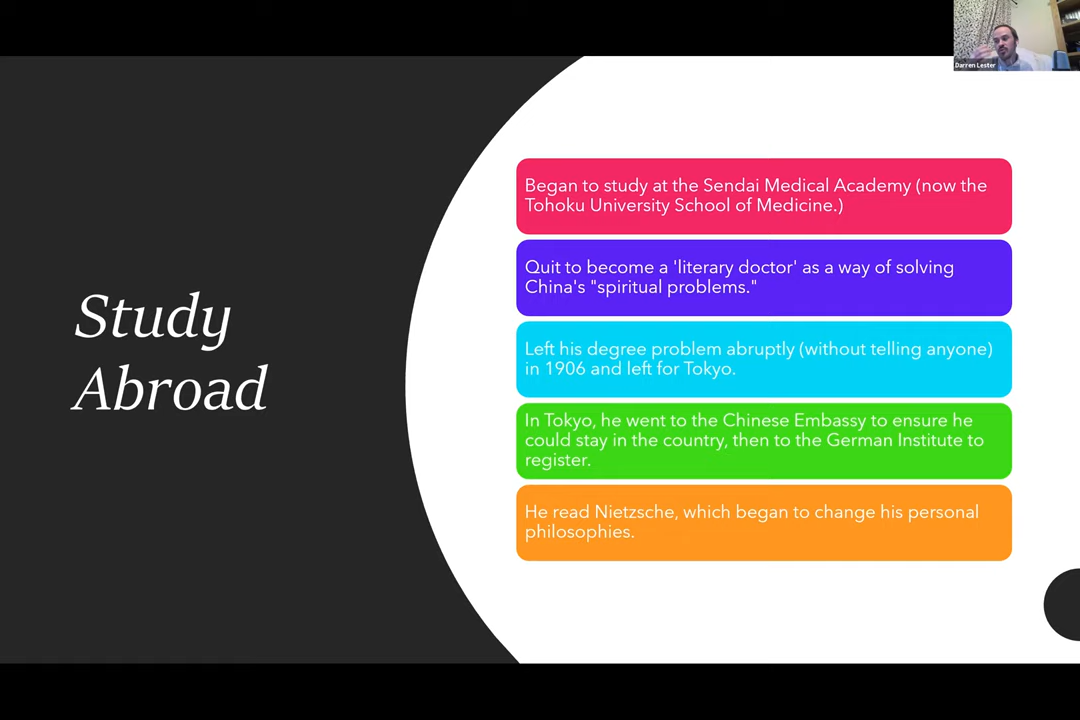 Darren Lester
Study
Abroad
Began to study at the Sendai Medical Academy (now the
Tohoku University School of Medicine.)
Quit to become a 'literary doctor' as a way of solving
China's "spiritual problems."
Left his degree problem abruptly (without telling anyone)
in 1906 and left for Tokyo.
In Tokyo, he went to the Chinese Embassy to ensure he
could stay in the country, then to the German Institute to
register.
He read Nietzsche, which began to change his personal
philosophies.